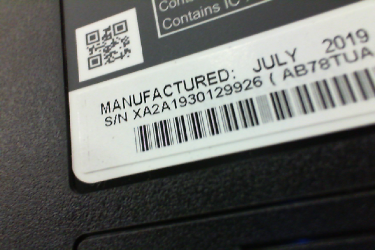 Contains IC
MANUFACTURED: JULY 2019
S/N XA2A1930129926 ( AB78TUA